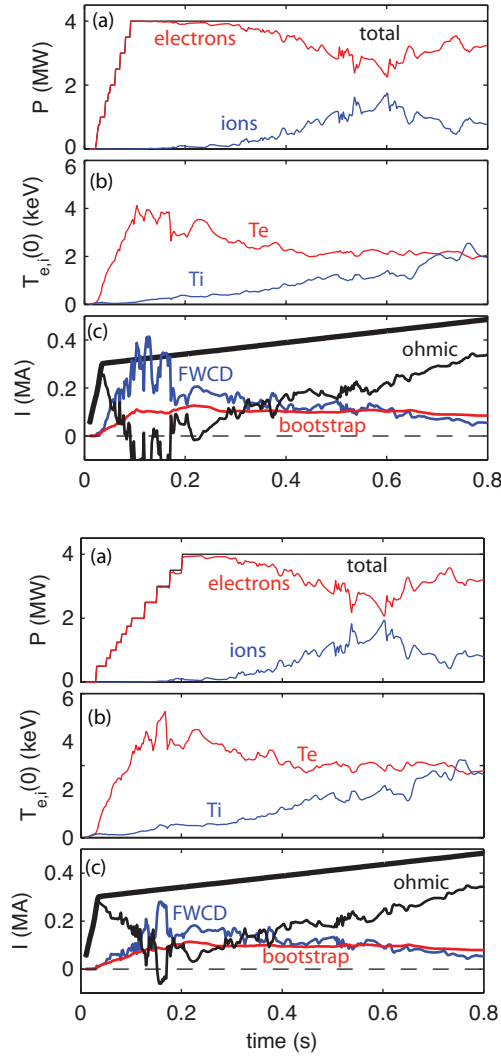 (a)
total
electrons
ions
P (MW)
4
2
0
(b)
Te
Ti
T e,i (0) (keV)
6
4
2
0
(c)
FWCD
ohmic
bootstrap
I (MA)
0.4
0.2
0
0 0.2 0.4 0.6 0.8
(a)
total
electrons
ions
P (MW)
4
2
0
(b)
Te
Ti
T e,i (0) (keV)
6
4
2
0
(c)
FWCD
ohmic
bootstrap
I (MA)
0.4
0.2
0
0 0.2 0.4 0.6 0.8
time (s)